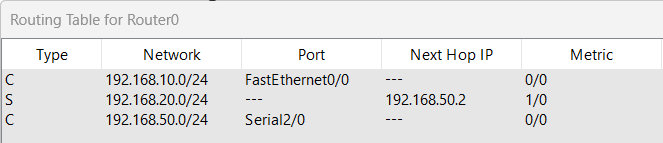 Routing Table for Router0
Type Network Port Next Hop IP Metric
C 192.168.10.0/24 FastEthernet0/0 --- 0/0
S 192.168.20.0/24 --- 192.168.50.2 1/0
C 192.168.50.0/24 Serial2/0 --- 0/0